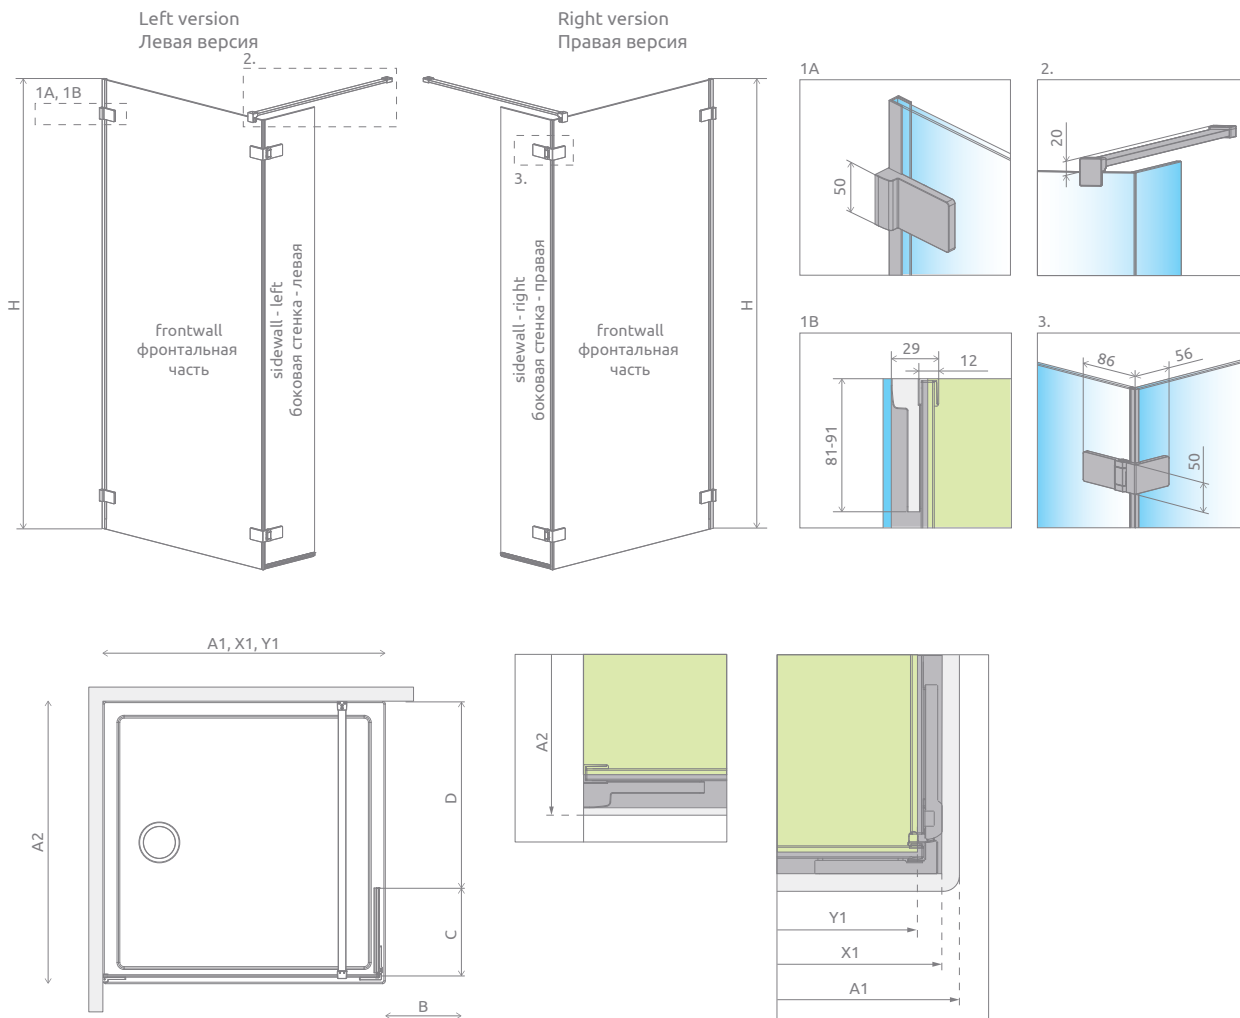 Left version
Левая версия
2.
1A, 1B
H
frontwall
фронтальная
часть
sidewall - left
боковая стенка - левая
Right version
Правая версия
3.
sidewall - right
боковая стенка - правая
frontwall
фронтальная
часть
H
1A
50
2.
20
1B
29
12
81-91
3.
86
56
50
A1, X1, Y1
A2
D
C
B
A2
Y1
X1
A1